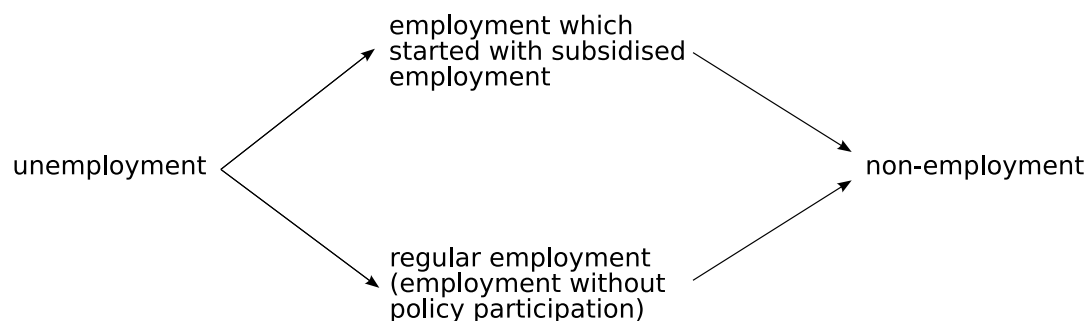 employment which
started with subsidised
employment
unemployment
non-employment
regular employment
(employment without
policy participation)